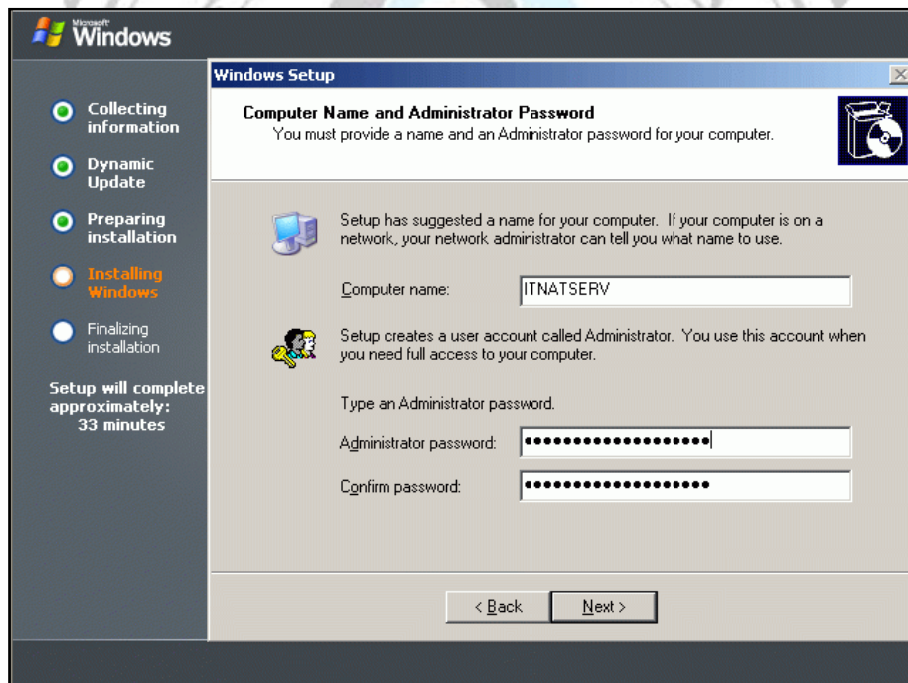 Microsoft
Windows
Collecting
information
Dynamic
Update
Preparing
installation
Installing
Windows
Finalizing
installation
Setup will complete
approximately:
33 minutes
Windows Setup
Computer Name and Administrator Password
You must provide a name and an Administrator password for your computer.
Setup has suggested a name for your computer. If your computer is on a
network, your network administrator can tell you what name to use.
Computer name: ITNATSERV
Setup creates a user account called Administrator. You use this account when
you need full access to your computer.
Type an Administrator password.
Administrator password: ••••••••••••••••••••
Confirm password: ••••••••••••••••••••
< Back Next >